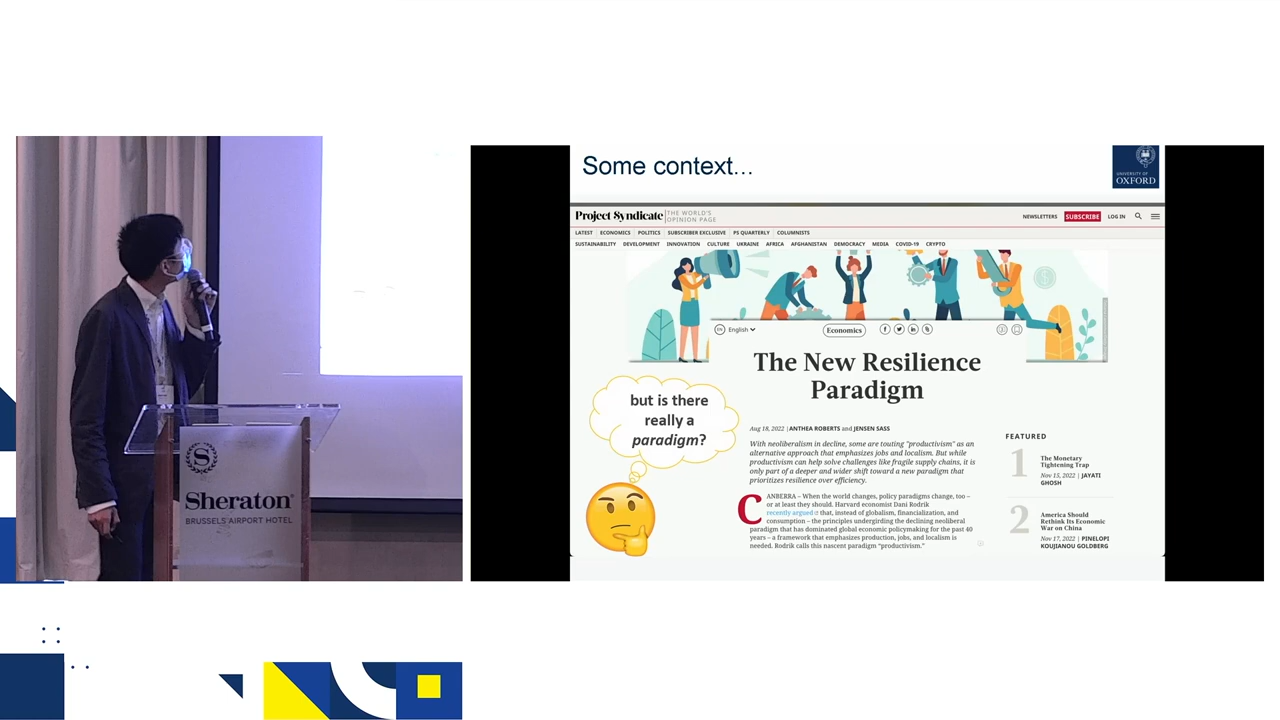 Some context...
UNIVERSITY OF
OXFORD
Project Syndicate
THE WORLD'S
OPINION PAGE
NEWSLETTERS
SUBSCRIBE
LOG IN
LATEST
ECONOMICS
POLITICS
SUBSCRIBER EXCLUSIVE
PS QUARTERLY
COLUMNISTS
SUSTAINABILITY
DEVELOPMENT
INNOVATION
CULTURE
UKRAINE
AFRICA
AFGHANISTAN
DEMOCRACY
MEDIA
COVID-19
CRYPTO
EN
English
Economics
The New Resilience
Paradigm
but is there
really a
paradigm?
Aug 18, 2022 | ANTHEA ROBERTS and JENSEN SASS
With neoliberalism in decline, some are touting "productivism" as an
alternative approach that emphasizes jobs and localism. But while
productivism can help solve challenges like fragile supply chains, it is
only part of a deeper and wider shift toward a new paradigm that
prioritizes resilience over efficiency.
CANBERRA – When the world changes, policy paradigms change, too –
or at least they should. Harvard economist Dani Rodrik
recently argued that, instead of globalism, financialization, and
consumption – the principles undergirding the declining neoliberal
paradigm that has dominated global economic policymaking for the past 40
years – a framework that emphasizes production, jobs, and localism is
needed. Rodrik calls this nascent paradigm "productivism."
FEATURED
1
The Monetary
Tightening Trap
Nov 15, 2022 | JAYATI
GHOSH
2
America Should
Rethink Its Economic
War on China
Nov 17, 2022 | PINELOPI
KOUJIANOU GOLDBERG
S
Sheraton
BRUSSELS AIRPORT HOTEL